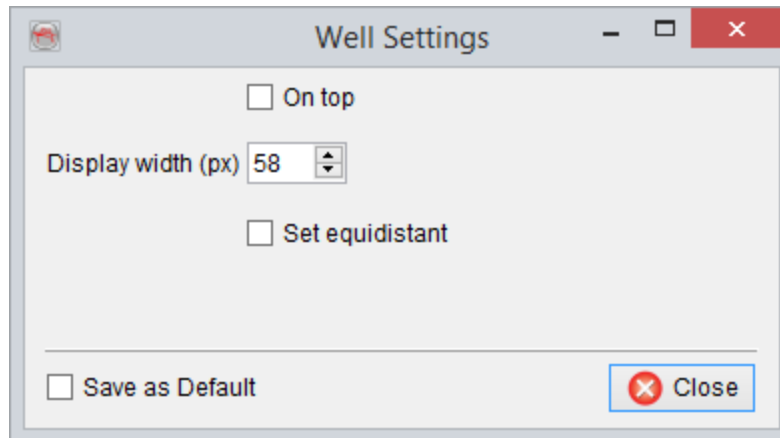 Well Settings
On top
Display width (px) 58
Set equidistant
Save as Default Close